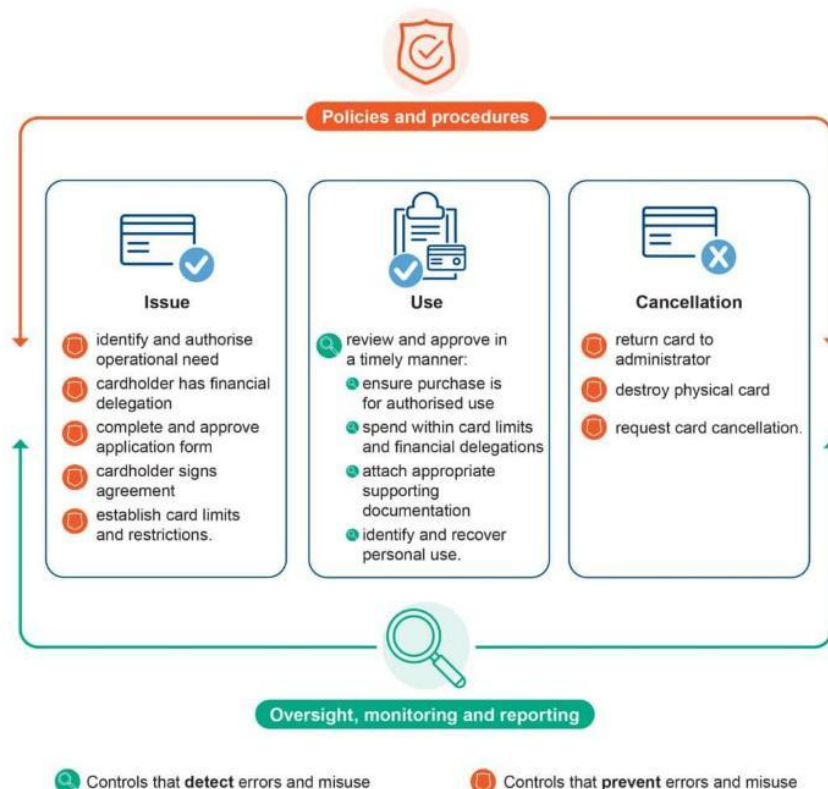 Policies and procedures
Issue
identify and authorise
operational need
cardholder has financial
delegation
complete and approve
application form
cardholder signs
agreement
establish card limits
and restrictions.
Use
review and approve in
a timely manner:
ensure purchase is
for authorised use
spend within card limits
and financial delegations
attach appropriate
supporting
documentation
identify and recover
personal use.
Cancellation
return card to
administrator
destroy physical card
request card cancellation.
Oversight, monitoring and reporting
Controls that detect errors and misuse
Controls that prevent errors and misuse